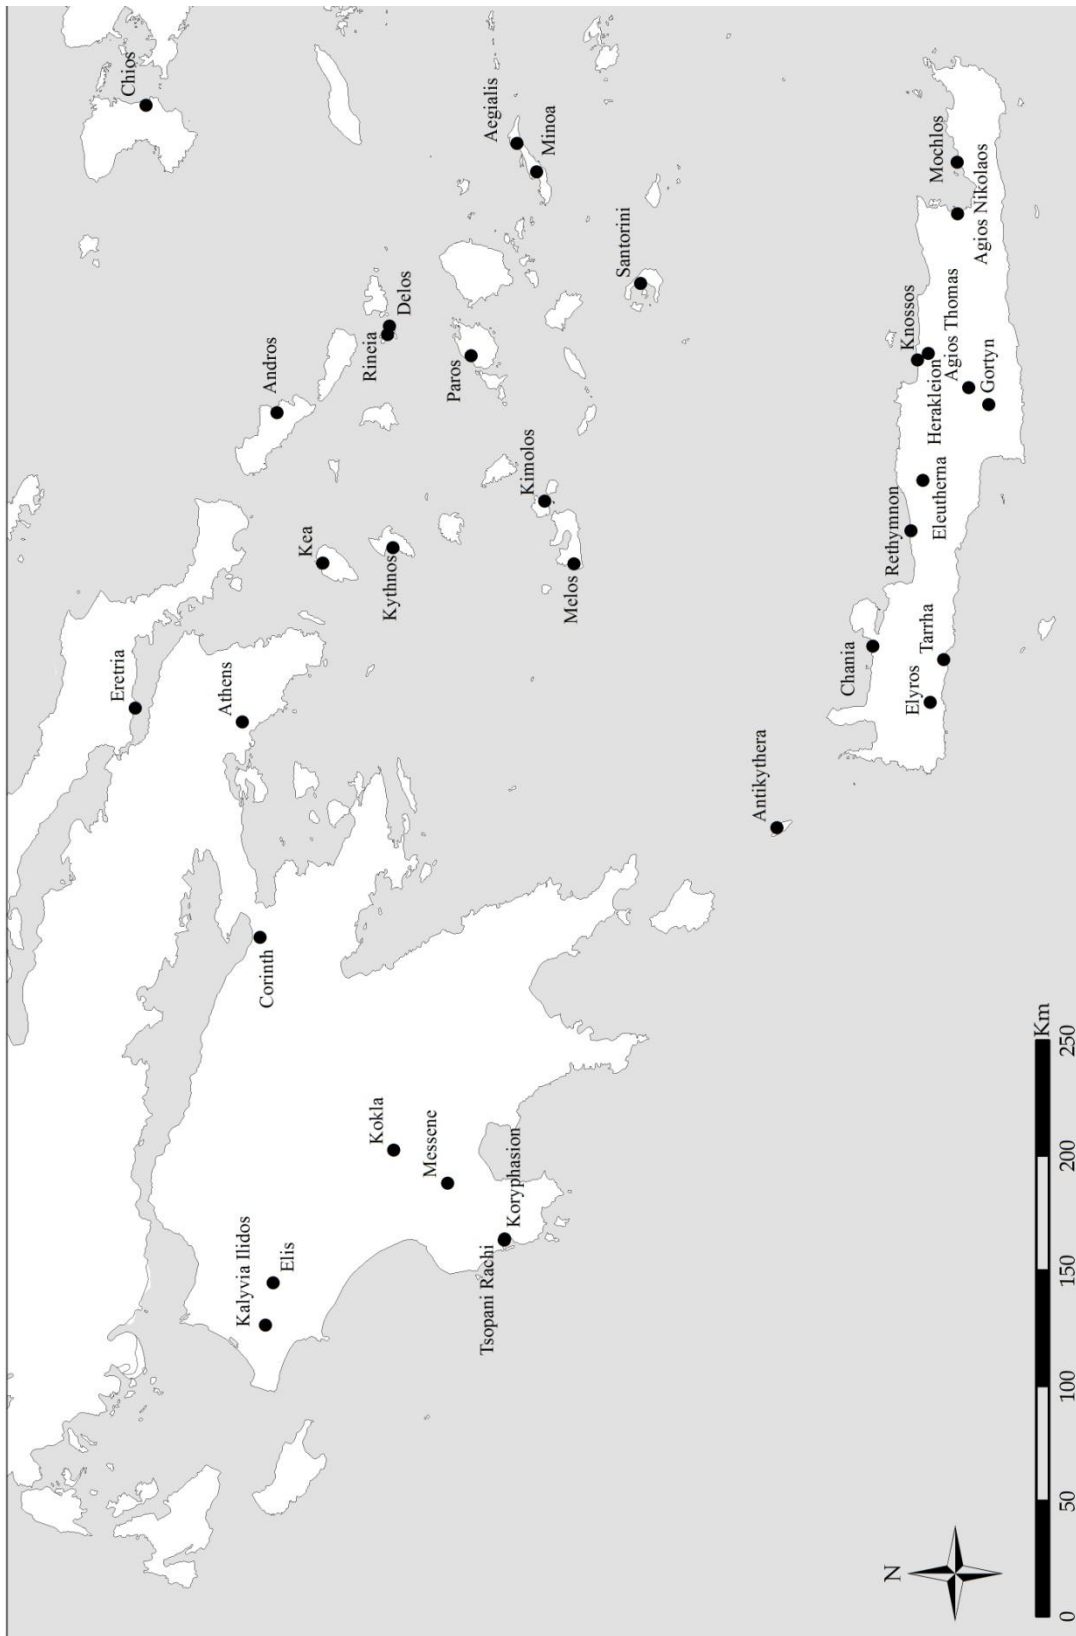 Chios
Eretria
Andros
Athens
Corinth
Kea
Kalyvia Ilidos
Elis
Rineia
Delos
Kythnos
Kokla
Messene
Paros
Aegialis
Minoa
Kimolos
Melos
Tsopani Rachi
Koryphasion
Santorini
Antikythera
Chania
Rethymnon
Knossos
Herakleion
Elyros
Tarrha
Eleutherna
Agios Thomas
Gortyn
Mochlos
Agios Nikolaos
N
0 50 100 150 200 250
Km